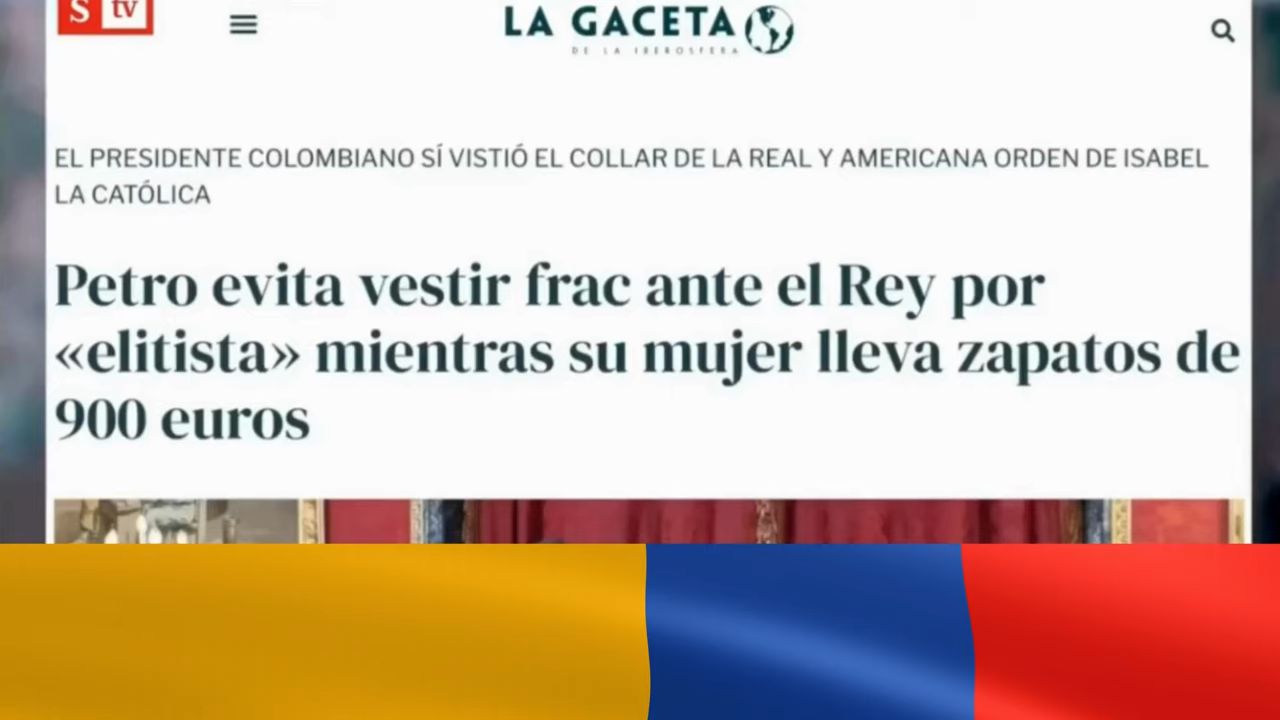 S tv
LA GACETA
DE LA IBEROSFERA
EL PRESIDENTE COLOMBIANO SÍ VISTIÓ EL COLLAR DE LA REAL Y AMERICANA ORDEN DE ISABEL
LA CATÓLICA
Petro evita vestir frac ante el Rey por
«elitista» mientras su mujer lleva zapatos de
900 euros